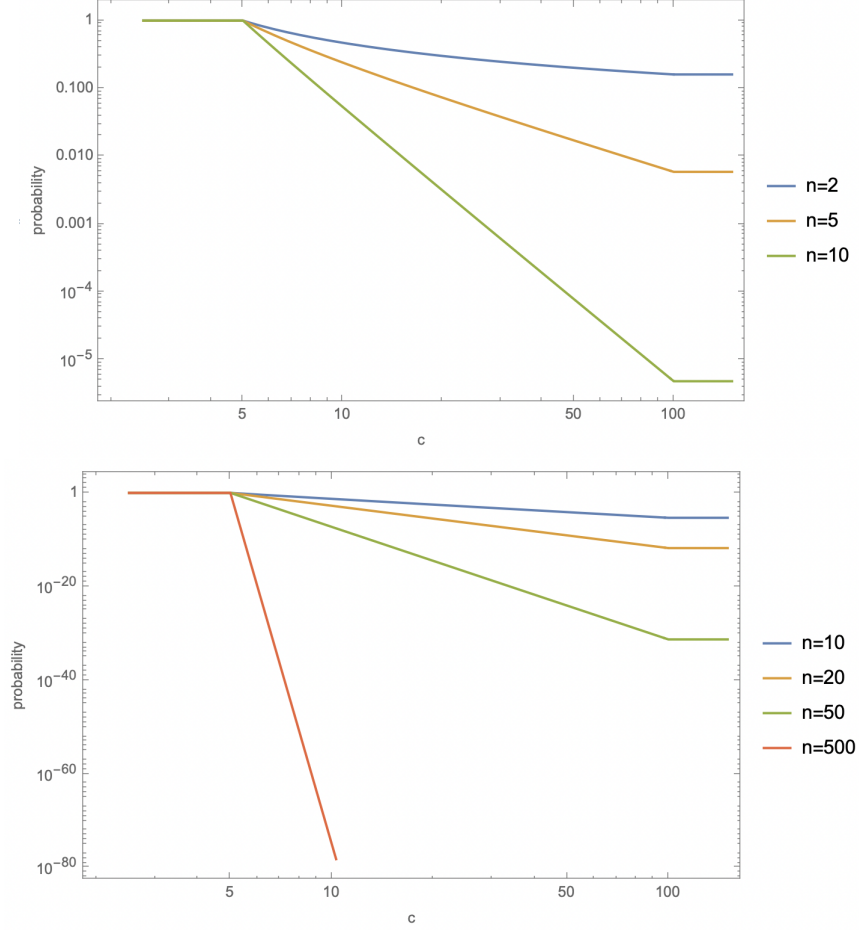 1
0.100
0.010
0.001
10⁻⁴
10⁻⁵
probability
5
10
50
100
c
n=2
n=5
n=10
1
10⁻²⁰
10⁻⁴⁰
10⁻⁶⁰
10⁻⁸⁰
probability
5
10
50
100
c
n=10
n=20
n=50
n=500